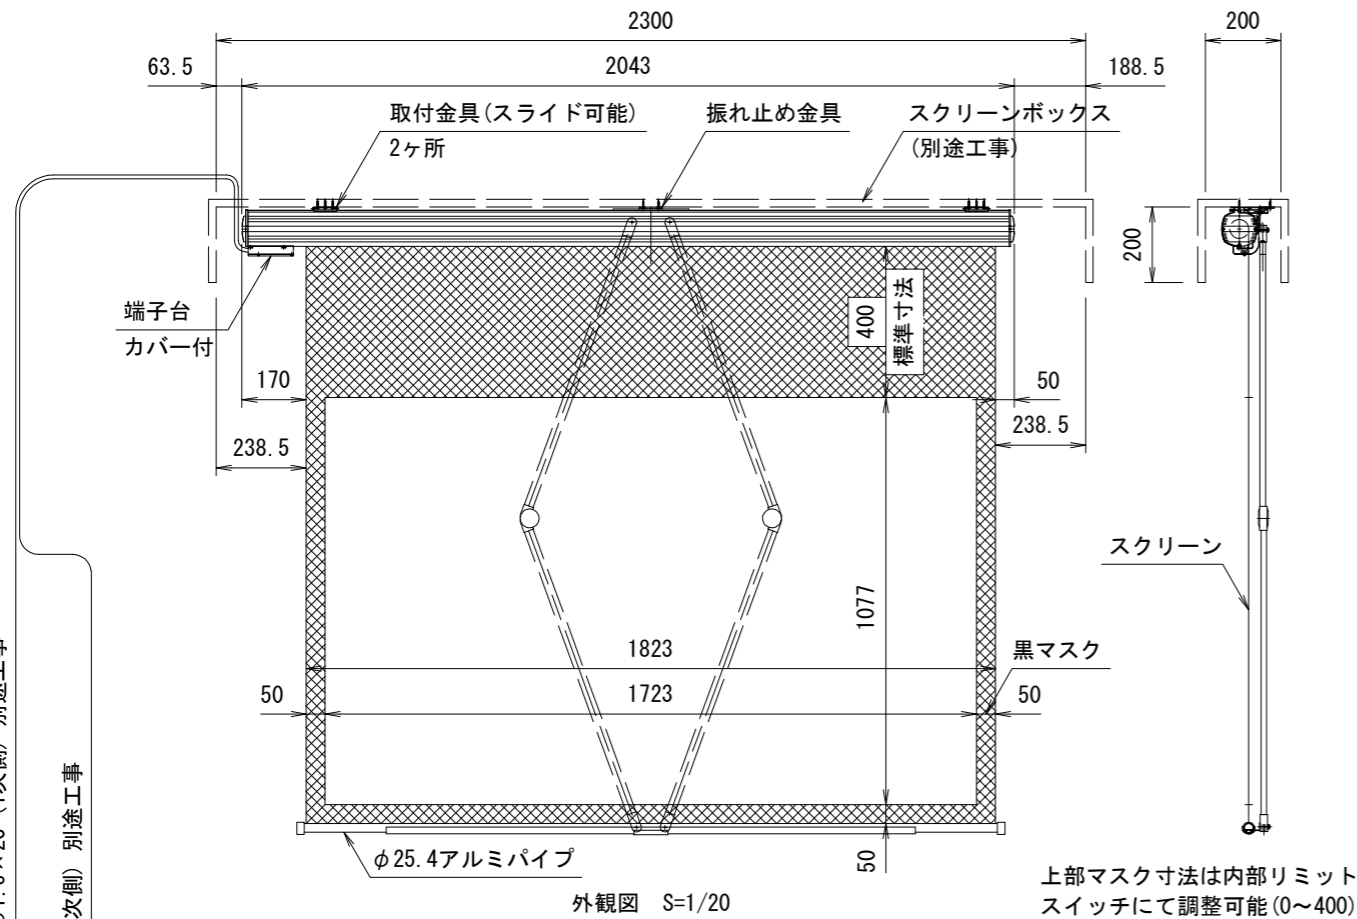 2300
200
63.5
2043
188.5
取付金具(スライド可能)
2ヶ所
振れ止め金具
スクリーンボックス
(別途工事)
200
端子台
カバー付
400
標準寸法
170
50
238.5
238.5
スクリーン
1077
1823
黒マスク
50
1723
50
次側) 別途工事
φ25.4アルミパイプ
50
外観図 S=1/20
上部マスク寸法は内部リミット
スイッチにて調整可能(0~400)